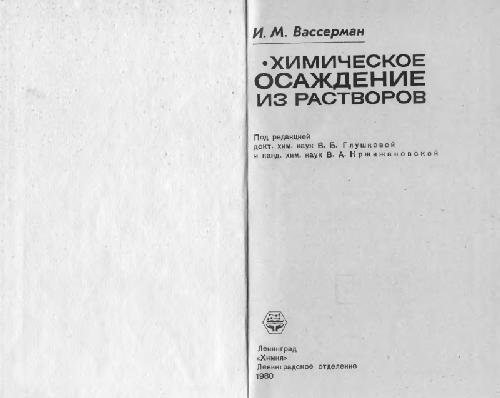 И. М. Вассерман
•ХИМИЧЕСКОЕ
ОСАЖДЕНИЕ
ИЗ РАСТВОРОВ
Под редакцией
докт. хим. наук В. Б. Глушковой
и канд. хим. наук В. А. Кржижановской
Ленинград
«Химия»
Ленинградское отделение
1980